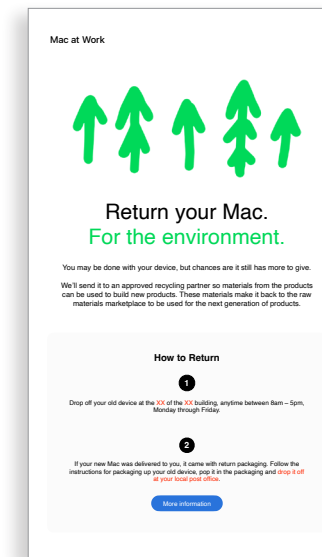 Mac at Work
Return your Mac.
For the environment.
You may be done with your device, but chances are it still has more to give.
We'll send it to an approved recycling partner so materials from the products
can be used to build new products. These materials make it back to the raw
materials marketplace to be used for the next generation of products.
How to Return
1
Drop off your old device at the XX of the XX building, anytime between 8am – 5pm,
Monday through Friday.
2
If your new Mac was delivered to you, it came with return packaging. Follow the
instructions for packaging up your old device, pop it in the packaging and drop it off
at your local post office.
More information